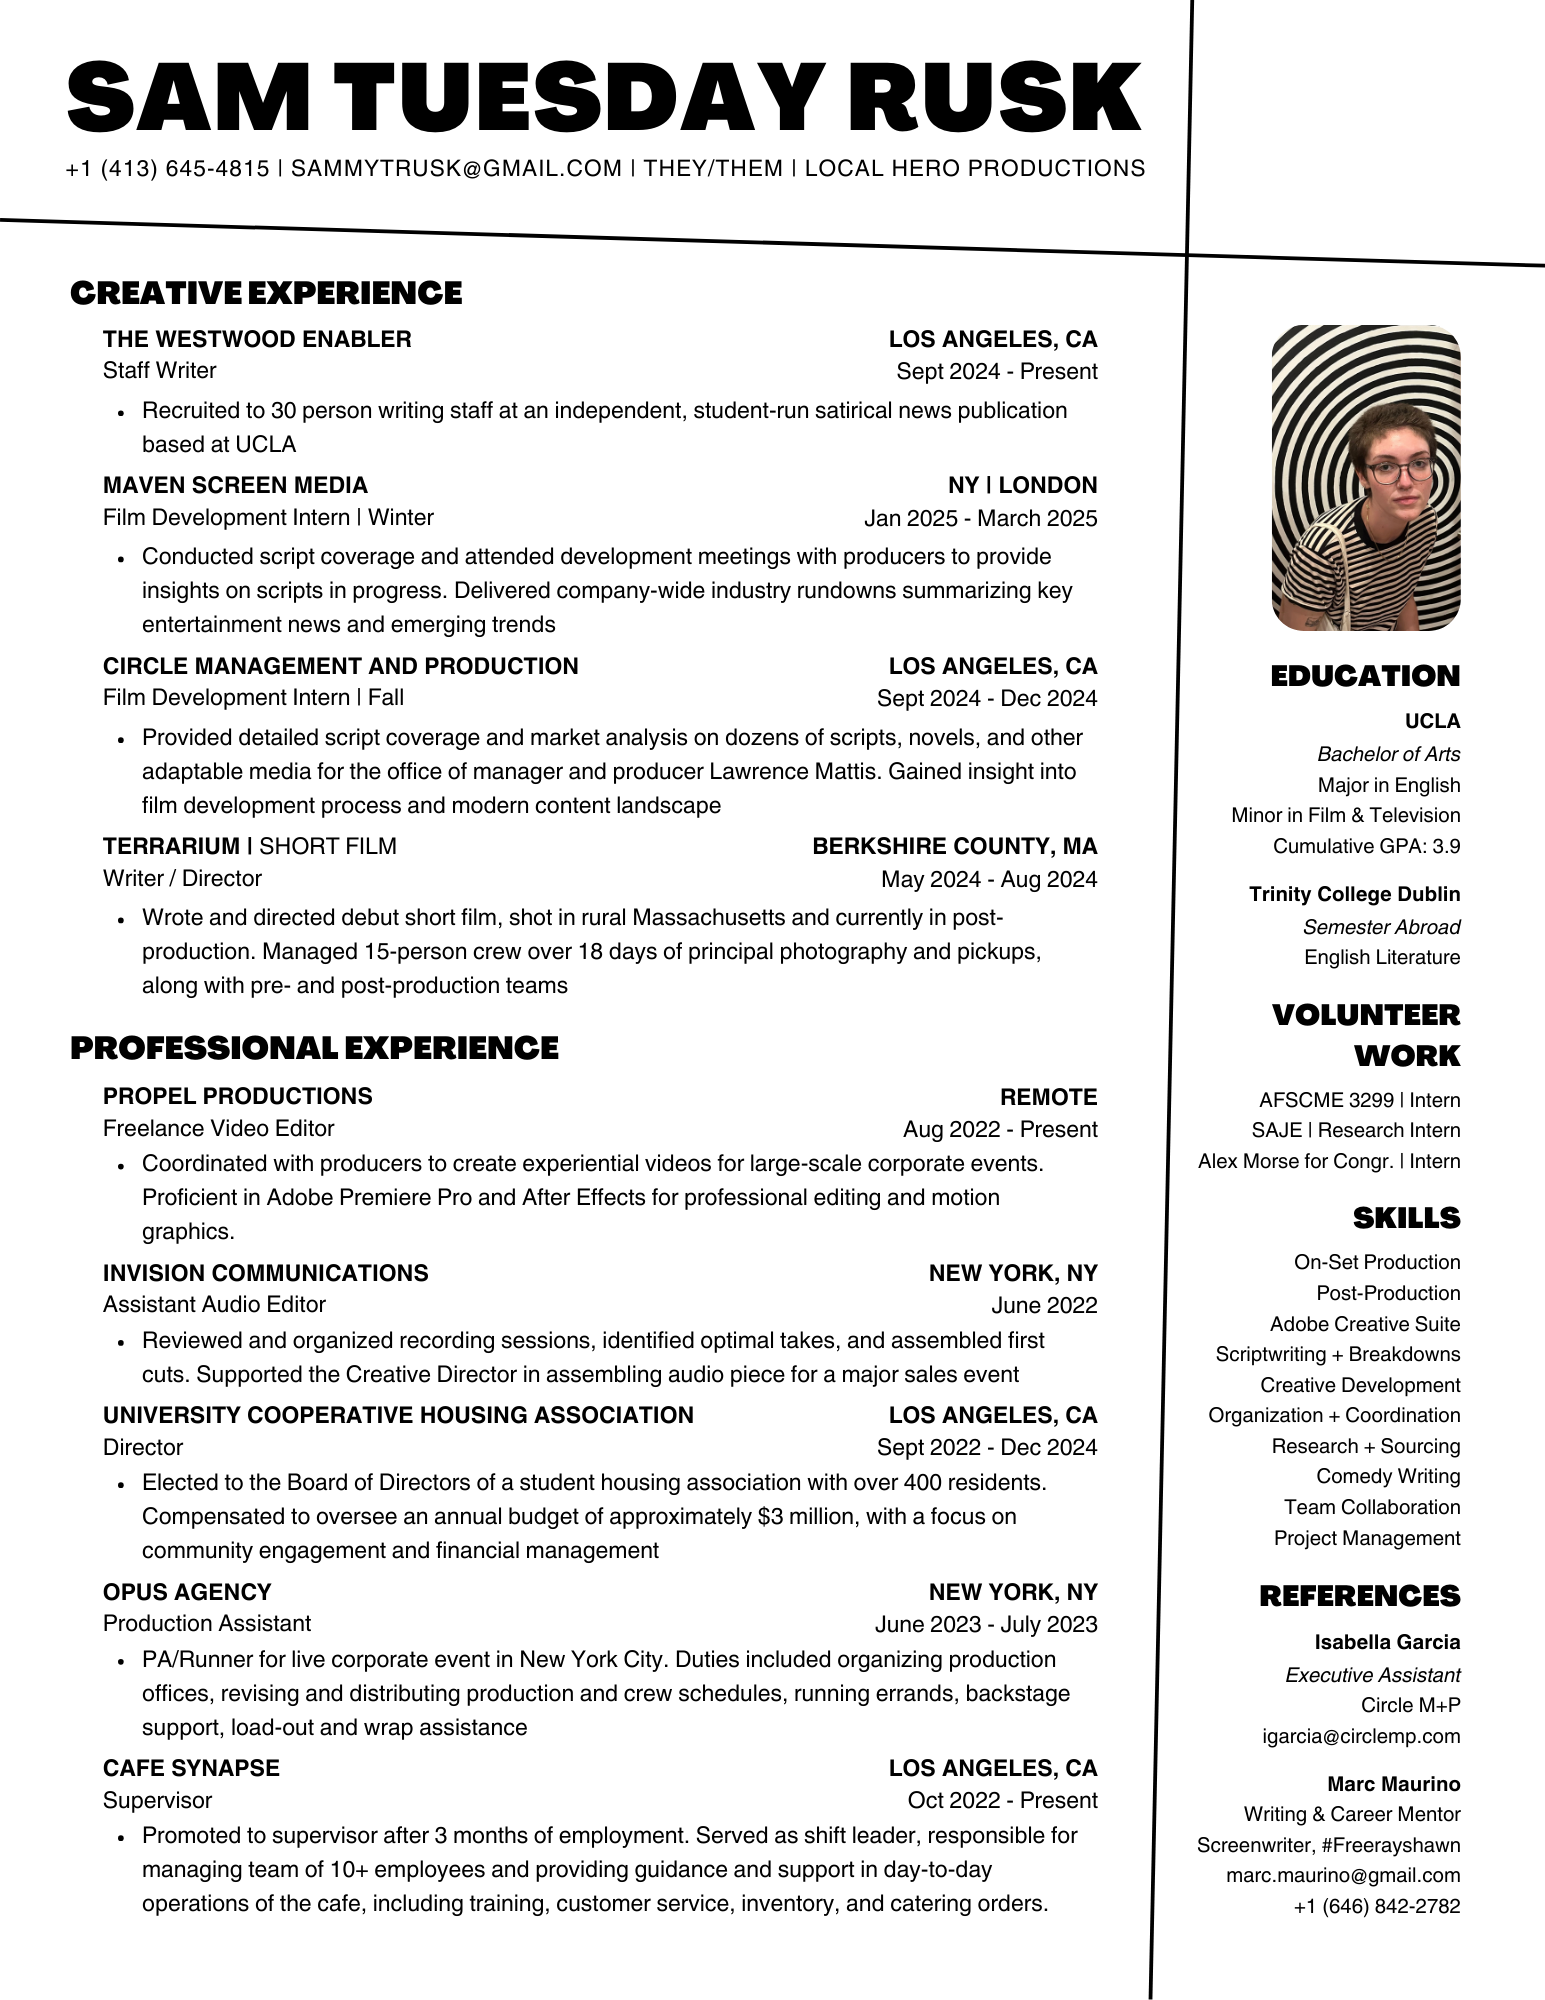 SAM TUESDAY RUSK
+1 (413) 645-4815 | SAMMYTRUSK@GMAIL.COM | THEY/THEM | LOCAL HERO PRODUCTIONS
CREATIVE EXPERIENCE
THE WESTWOOD ENABLER LOS ANGELES, CA
Staff Writer Sept 2024 - Present
• Recruited to 30 person writing staff at an independent, student-run satirical news publication
based at UCLA
MAVEN SCREEN MEDIA NY | LONDON
Film Development Intern | Winter Jan 2025 - March 2025
• Conducted script coverage and attended development meetings with producers to provide
insights on scripts in progress. Delivered company-wide industry rundowns summarizing key
entertainment news and emerging trends
CIRCLE MANAGEMENT AND PRODUCTION LOS ANGELES, CA
Film Development Intern | Fall Sept 2024 - Dec 2024
• Provided detailed script coverage and market analysis on dozens of scripts, novels, and other
adaptable media for the office of manager and producer Lawrence Mattis. Gained insight into
film development process and modern content landscape
TERRARIUM | SHORT FILM BERKSHIRE COUNTY, MA
Writer / Director May 2024 - Aug 2024
• Wrote and directed debut short film, shot in rural Massachusetts and currently in post-
production. Managed 15-person crew over 18 days of principal photography and pickups,
along with pre- and post-production teams
PROFESSIONAL EXPERIENCE
PROPEL PRODUCTIONS REMOTE
Freelance Video Editor Aug 2022 - Present
• Coordinated with producers to create experiential videos for large-scale corporate events.
Proficient in Adobe Premiere Pro and After Effects for professional editing and motion
graphics.
INVISION COMMUNICATIONS NEW YORK, NY
Assistant Audio Editor June 2022
• Reviewed and organized recording sessions, identified optimal takes, and assembled first
cuts. Supported the Creative Director in assembling audio piece for a major sales event
UNIVERSITY COOPERATIVE HOUSING ASSOCIATION LOS ANGELES, CA
Director Sept 2022 - Dec 2024
• Elected to the Board of Directors of a student housing association with over 400 residents.
Compensated to oversee an annual budget of approximately $3 million, with a focus on
community engagement and financial management
OPUS AGENCY NEW YORK, NY
Production Assistant June 2023 - July 2023
• PA/Runner for live corporate event in New York City. Duties included organizing production
offices, revising and distributing production and crew schedules, running errands, backstage
support, load-out and wrap assistance
CAFE SYNAPSE LOS ANGELES, CA
Supervisor Oct 2022 - Present
• Promoted to supervisor after 3 months of employment. Served as shift leader, responsible for
managing team of 10+ employees and providing guidance and support in day-to-day
operations of the cafe, including training, customer service, inventory, and catering orders.
EDUCATION
UCLA
Bachelor of Arts
Major in English
Minor in Film & Television
Cumulative GPA: 3.9
Trinity College Dublin
Semester Abroad
English Literature
VOLUNTEER
WORK
AFSCME 3299 | Intern
SAJE | Research Intern
Alex Morse for Congr. | Intern
SKILLS
On-Set Production
Post-Production
Adobe Creative Suite
Scriptwriting + Breakdowns
Creative Development
Organization + Coordination
Research + Sourcing
Comedy Writing
Team Collaboration
Project Management
REFERENCES
Isabella Garcia
Executive Assistant
Circle M+P
igarcia@circlemp.com
Marc Maurino
Writing & Career Mentor
Screenwriter, #Freerayshawn
marc.maurino@gmail.com
+1 (646) 842-2782